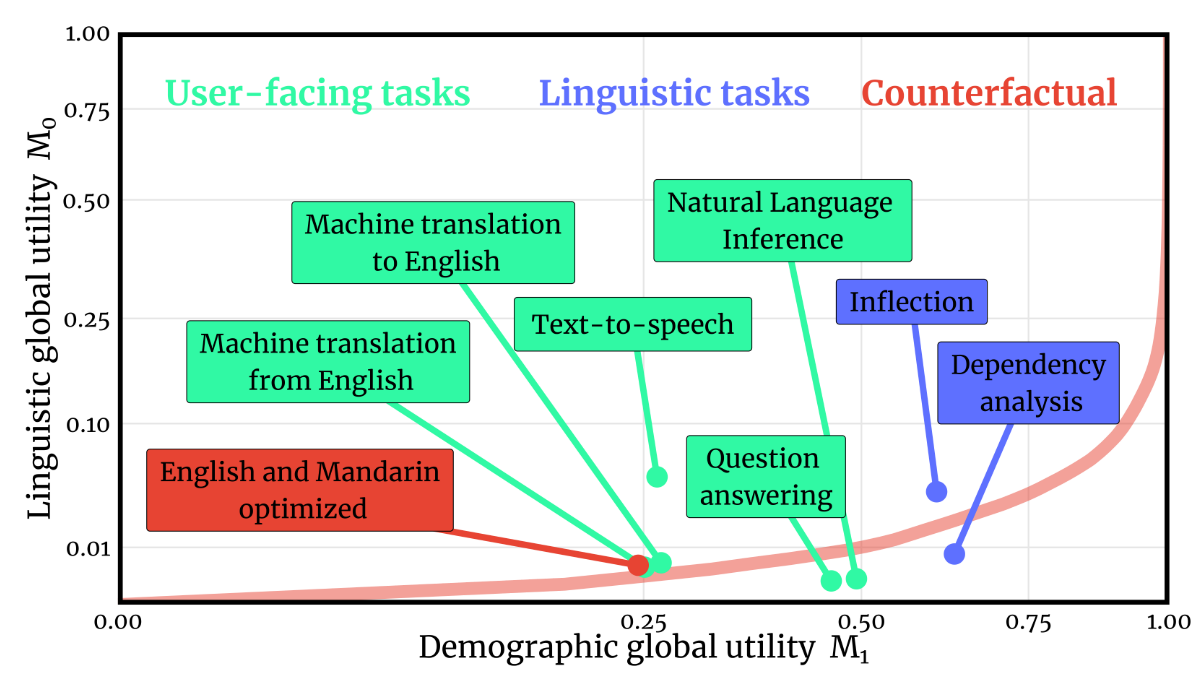 1.00
User-facing tasks
Linguistic tasks
Counterfactual
0.75
0.50
0.25
0.10
0.01
Linguistic global utility M₀
Natural Language
Inference
Machine translation
to English
Inflection
Text-to-speech
Machine translation
from English
Dependency
analysis
Question
answering
English and Mandarin
optimized
0.00
0.25
0.50
0.75
1.00
Demographic global utility M₁